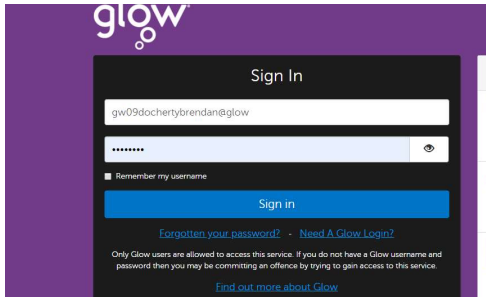 glow
Sign In
gw09dochertybrendan@glow
••••••••
Remember my username
Sign in
Forgotten your password? - Need A Glow Login?
Only Glow users are allowed to access this service. If you do not have a Glow username and
password then you may be committing an offence by trying to gain access to this service.
Find out more about Glow